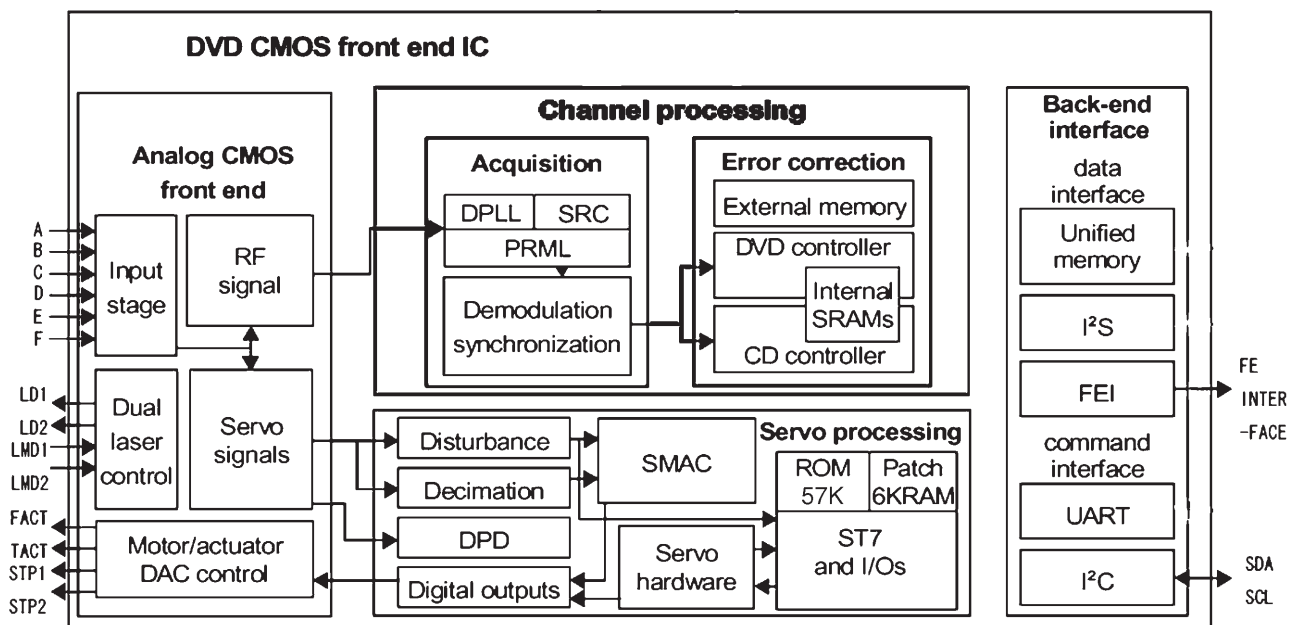 DVD CMOS front end IC
Analog CMOS
front end
A
B
C
D
E
F
Input
stage
RF
signal
LD1
LD2
LMD1
LMD2
Dual
laser
control
Servo
signals
FACT
TACT
STP1
STP2
Motor/actuator
DAC control
Channel processing
Acquisition
DPLL
SRC
PRML
Demodulation
synchronization
Error correction
External memory
DVD controller
Internal
SRAMs
CD controller
Servo processing
Disturbance
Decimation
DPD
Digital outputs
SMAC
Servo
hardware
ROM
57K
Patch
6KRAM
ST7
and I/Os
Back-end
interface
data
interface
Unified
memory
I²S
FEI
command
interface
UART
I²C
FE
INTER
-FACE
SDA
SCL